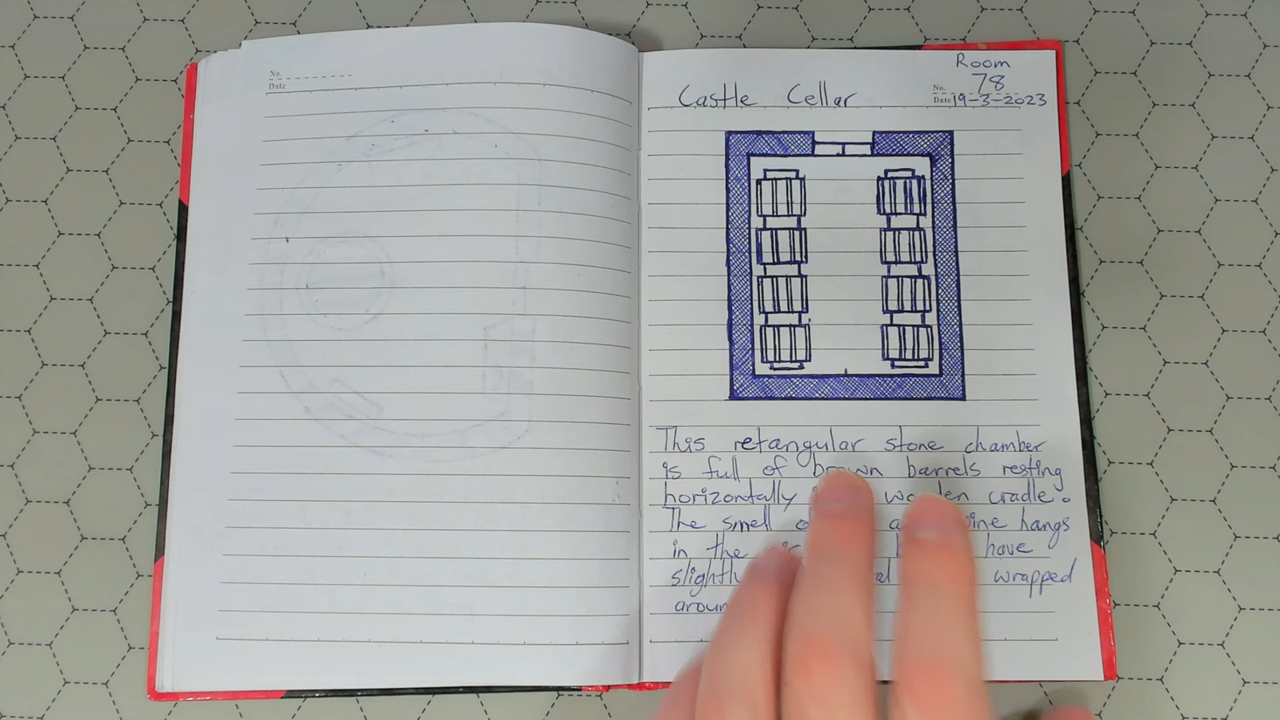 No.
Date
Room
78
Castle Cellar
No.
Date 19-3-2023
This retangular stone chamber
is full of brown barrels resting
horizontally wooden cradle.
The smell wine hangs
in the have
slightly wrapped